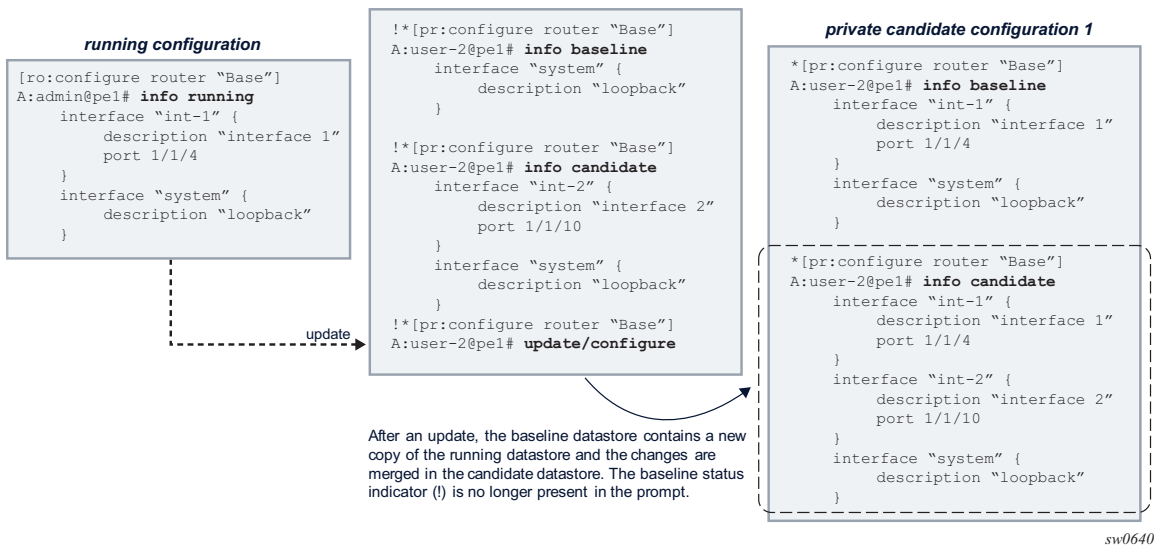 running configuration
[ro:configure router “Base”]
A:admin@pe1# info running
interface “int-1” {
description “interface 1”
port 1/1/4
}
interface “system” {
description “loopback”
}
update
!*[pr:configure router “Base”]
A:user-2@pe1# info baseline
interface “system” {
description “loopback”
}
!*[pr:configure router “Base”]
A:user-2@pe1# info candidate
interface “int-2” {
description “interface 2”
port 1/1/10
}
interface “system” {
description “loopback”
}
!*[pr:configure router “Base”]
A:user-2@pe1# update/configure
After an update, the baseline datastore contains a new
copy of the running datastore and the changes are
merged in the candidate datastore. The baseline status
indicator (!) is no longer present in the prompt.
private candidate configuration 1
*[pr:configure router “Base”]
A:user-2@pe1# info baseline
interface “int-1” {
description “interface 1”
port 1/1/4
}
interface “system” {
description “loopback”
}
*[pr:configure router “Base”]
A:user-2@pe1# info candidate
interface “int-1” {
description “interface 1”
port 1/1/4
}
interface “int-2” {
description “interface 2”
port 1/1/10
}
interface “system” {
description “loopback”
}
sw0640